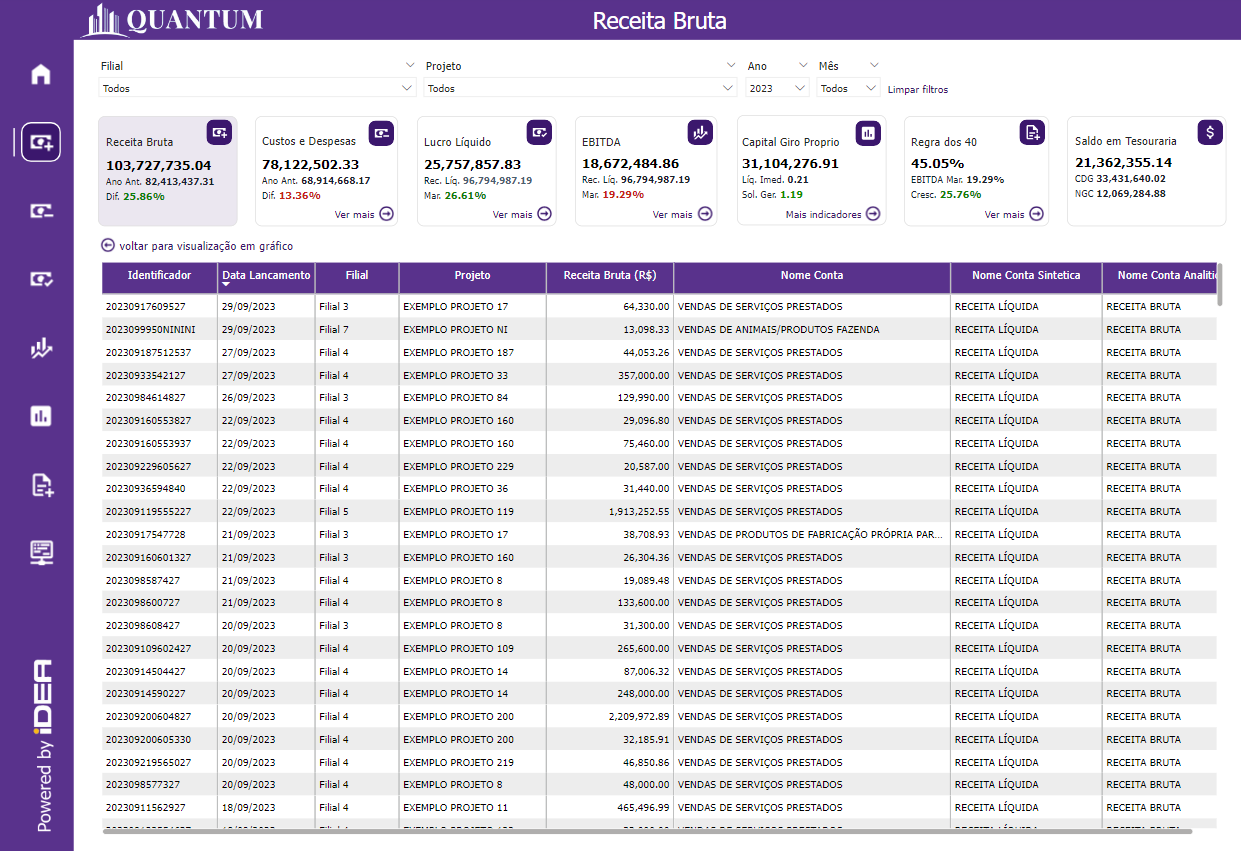 QUANTUM
Receita Bruta
Filial Projeto Ano Mês
Todos Todos 2023 Todos Limpar filtros
Receita Bruta
103,727,735.04
Ano Ant. 82,413,437.31
Dif. 25.86%
Custos e Despesas
78,122,502.33
Ano Ant. 68,914,668.17
Dif. 13.36%
Ver mais
Lucro Líquido
25,757,857.83
Rec. Líq. 96,794,987.19
Mar. 26.61%
Ver mais
EBITDA
18,672,484.86
Rec. Líq. 96,794,987.19
Mar. 19.29%
Ver mais
Capital Giro Proprio
31,104,276.91
Líq. Imed. 0.21
Sol. Ger. 1.19
Mais indicadores
Regra dos 40
45.05%
EBITDA Mar. 19.29%
Cresc. 25.76%
Ver mais
Saldo em Tesouraria
21,362,355.14
CDG 33,431,640.02
NGC 12,069,284.88
voltar para visualização em gráfico
Identificador Data Lancamento Filial Projeto Receita Bruta (R$) Nome Conta Nome Conta Sintetica Nome Conta Analitic
20230917609527 29/09/2023 Filial 3 EXEMPLO PROJETO 17 64,330.00 VENDAS DE SERVIÇOS PRESTADOS RECEITA LÍQUIDA RECEITA BRUTA
2023099950NININI 29/09/2023 Filial 7 EXEMPLO PROJETO NI 13,098.33 VENDAS DE ANIMAIS/PRODUTOS FAZENDA RECEITA LÍQUIDA RECEITA BRUTA
202309187512537 27/09/2023 Filial 4 EXEMPLO PROJETO 187 44,053.26 VENDAS DE SERVIÇOS PRESTADOS RECEITA LÍQUIDA RECEITA BRUTA
20230933542127 27/09/2023 Filial 4 EXEMPLO PROJETO 33 357,000.00 VENDAS DE SERVIÇOS PRESTADOS RECEITA LÍQUIDA RECEITA BRUTA
20230984614827 26/09/2023 Filial 3 EXEMPLO PROJETO 84 129,990.00 VENDAS DE SERVIÇOS PRESTADOS RECEITA LÍQUIDA RECEITA BRUTA
202309160553827 22/09/2023 Filial 4 EXEMPLO PROJETO 160 29,096.80 VENDAS DE SERVIÇOS PRESTADOS RECEITA LÍQUIDA RECEITA BRUTA
202309160553937 22/09/2023 Filial 4 EXEMPLO PROJETO 160 75,460.00 VENDAS DE SERVIÇOS PRESTADOS RECEITA LÍQUIDA RECEITA BRUTA
202309229605627 22/09/2023 Filial 4 EXEMPLO PROJETO 229 20,587.00 VENDAS DE SERVIÇOS PRESTADOS RECEITA LÍQUIDA RECEITA BRUTA
20230936594840 22/09/2023 Filial 4 EXEMPLO PROJETO 36 31,440.00 VENDAS DE SERVIÇOS PRESTADOS RECEITA LÍQUIDA RECEITA BRUTA
202309119555227 22/09/2023 Filial 5 EXEMPLO PROJETO 119 1,913,252.55 VENDAS DE SERVIÇOS PRESTADOS RECEITA LÍQUIDA RECEITA BRUTA
20230917547728 21/09/2023 Filial 3 EXEMPLO PROJETO 17 38,708.93 VENDAS DE PRODUTOS DE FABRICAÇÃO PRÓPRIA PAR... RECEITA LÍQUIDA RECEITA BRUTA
202309160601327 21/09/2023 Filial 3 EXEMPLO PROJETO 160 26,304.36 VENDAS DE SERVIÇOS PRESTADOS RECEITA LÍQUIDA RECEITA BRUTA
2023098587427 21/09/2023 Filial 4 EXEMPLO PROJETO 8 19,089.48 VENDAS DE SERVIÇOS PRESTADOS RECEITA LÍQUIDA RECEITA BRUTA
2023098600727 21/09/2023 Filial 4 EXEMPLO PROJETO 8 133,600.00 VENDAS DE SERVIÇOS PRESTADOS RECEITA LÍQUIDA RECEITA BRUTA
2023098608427 20/09/2023 Filial 3 EXEMPLO PROJETO 8 31,300.00 VENDAS DE SERVIÇOS PRESTADOS RECEITA LÍQUIDA RECEITA BRUTA
202309109602427 20/09/2023 Filial 4 EXEMPLO PROJETO 109 265,600.00 VENDAS DE SERVIÇOS PRESTADOS RECEITA LÍQUIDA RECEITA BRUTA
20230914504427 20/09/2023 Filial 4 EXEMPLO PROJETO 14 87,006.32 VENDAS DE SERVIÇOS PRESTADOS RECEITA LÍQUIDA RECEITA BRUTA
20230914590227 20/09/2023 Filial 4 EXEMPLO PROJETO 14 248,000.00 VENDAS DE SERVIÇOS PRESTADOS RECEITA LÍQUIDA RECEITA BRUTA
202309200604827 20/09/2023 Filial 4 EXEMPLO PROJETO 200 2,209,972.89 VENDAS DE SERVIÇOS PRESTADOS RECEITA LÍQUIDA RECEITA BRUTA
202309200605330 20/09/2023 Filial 4 EXEMPLO PROJETO 200 32,185.91 VENDAS DE SERVIÇOS PRESTADOS RECEITA LÍQUIDA RECEITA BRUTA
202309219565027 20/09/2023 Filial 4 EXEMPLO PROJETO 219 46,850.86 VENDAS DE SERVIÇOS PRESTADOS RECEITA LÍQUIDA RECEITA BRUTA
2023098577327 20/09/2023 Filial 4 EXEMPLO PROJETO 8 48,000.00 VENDAS DE SERVIÇOS PRESTADOS RECEITA LÍQUIDA RECEITA BRUTA
20230911562927 18/09/2023 Filial 4 EXEMPLO PROJETO 11 465,496.99 VENDAS DE SERVIÇOS PRESTADOS RECEITA LÍQUIDA RECEITA BRUTA
Powered by iDEA